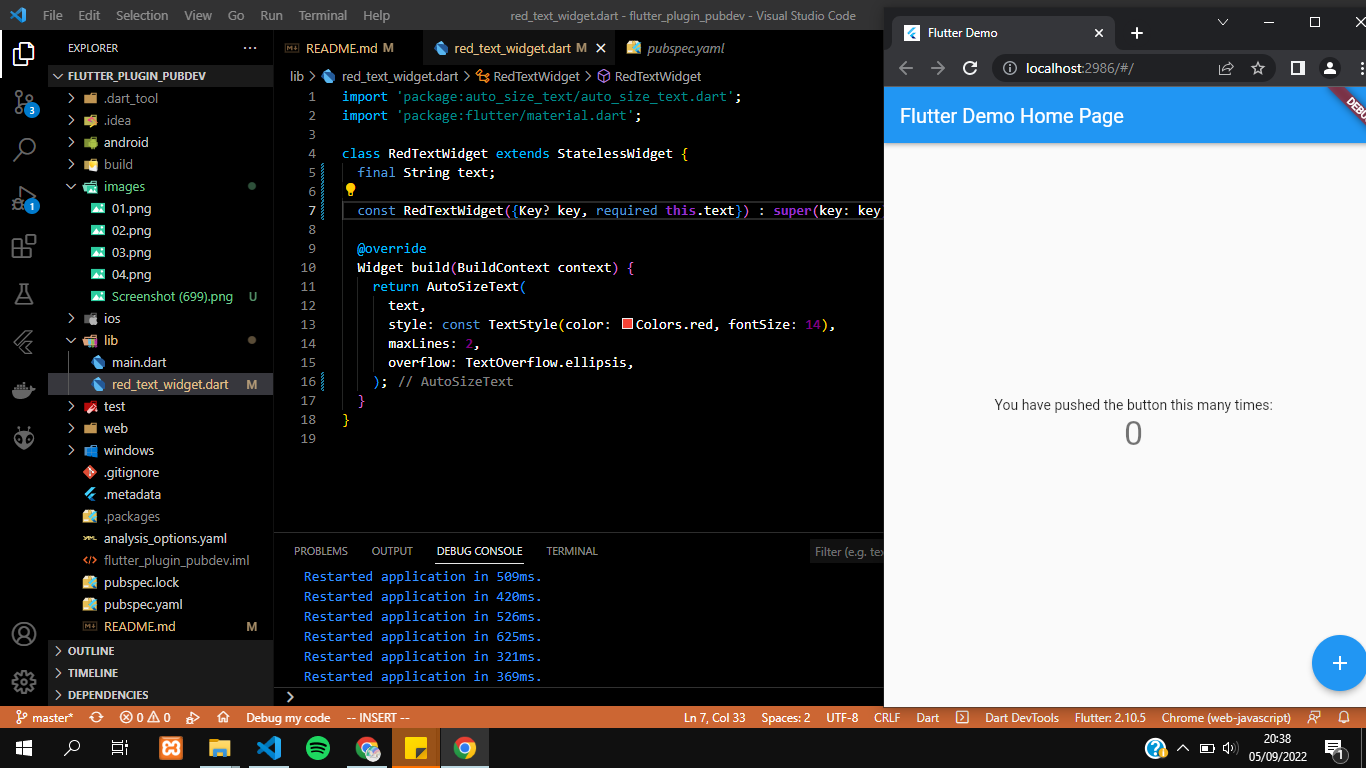 File Edit Selection View Go Run Terminal Help
red_text_widget.dart - flutter_plugin_pubdev - Visual Studio Code
EXPLORER
FLUTTER_PLUGIN_PUBDEV
.dart_tool
.idea
android
build
images
01.png
02.png
03.png
04.png
Screenshot (699).png U
ios
lib
main.dart
red_text_widget.dart M
test
web
windows
.gitignore
.metadata
.packages
analysis_options.yaml
flutter_plugin_pubdev.iml
pubspec.lock
pubspec.yaml
README.md M
OUTLINE
TIMELINE
DEPENDENCIES
3
1
README.md M red_text_widget.dart M pubspec.yaml
lib > red_text_widget.dart > RedTextWidget > RedTextWidget
1 import 'package:auto_size_text/auto_size_text.dart';
2 import 'package:flutter/material.dart';
3
4 class RedTextWidget extends StatelessWidget {
5 final String text;
6
7 const RedTextWidget({Key? key, required this.text}) : super(key: key)
8
9 @override
10 Widget build(BuildContext context) {
11 return AutoSizeText(
12 text,
13 style: const TextStyle(color: Colors.red, fontSize: 14),
14 maxLines: 2,
15 overflow: TextOverflow.ellipsis,
16 ); // AutoSizeText
17 }
18 }
19
PROBLEMS OUTPUT DEBUG CONSOLE TERMINAL
Filter (e.g. tex
Restarted application in 509ms.
Restarted application in 420ms.
Restarted application in 526ms.
Restarted application in 625ms.
Restarted application in 321ms.
Restarted application in 369ms.
Flutter Demo
localhost:2986/#/
Flutter Demo Home Page
DEBU
You have pushed the button this many times:
0
master* 0 0 Debug my code -- INSERT -- Ln 7, Col 33 Spaces: 2 UTF-8 CRLF Dart Dart DevTools Flutter: 2.10.5 Chrome (web-javascript)
20:38
05/09/2022
1